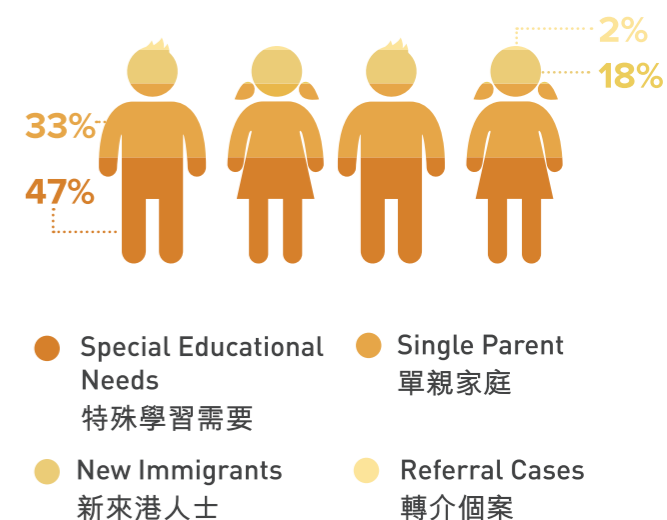 2%
18%
33%
47%
Special Educational
Needs
特殊學習需要
Single Parent
單親家庭
New Immigrants
新來港人士
Referral Cases
轉介個案